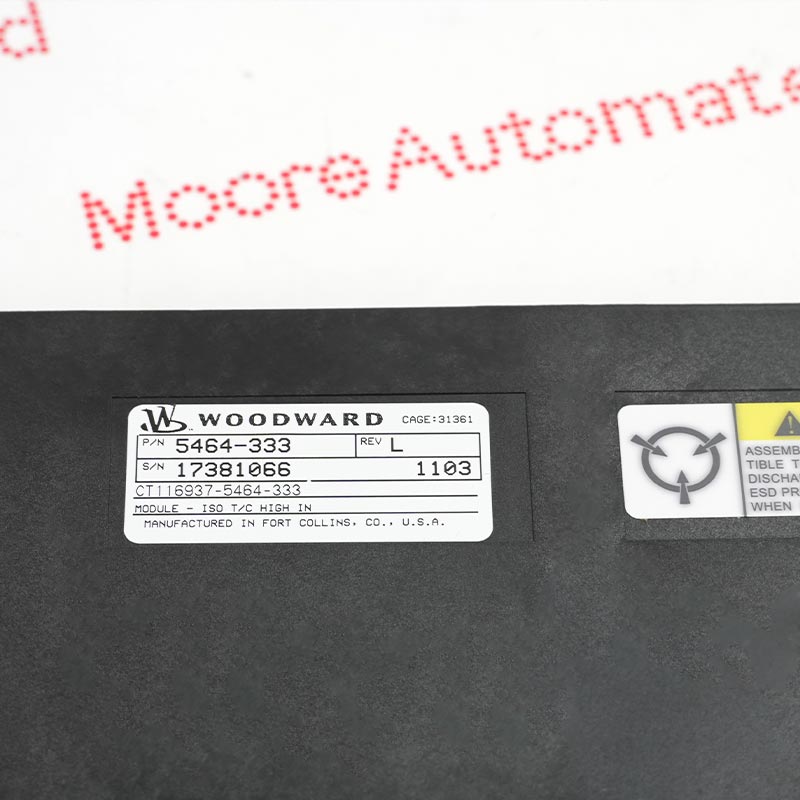 d
Moore Automate
WOODWARD CAGE:31361
P/N 5464-333 REV L
S/N 17381066 1103
CT116937-5464-333
MODULE - ISO T/C HIGH IN
MANUFACTURED IN FORT COLLINS, CO., U.S.A.
ASSEMB
TIBLE T
DISCHA
ESD PR
WHEN